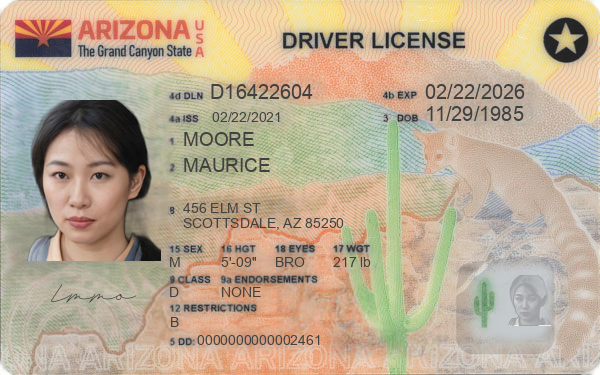 ARIZONA USA
The Grand Canyon State
DRIVER LICENSE
4d DLN D16422604 4b EXP 02/22/2026
4a ISS 02/22/2021 3 DOB 11/29/1985
1 MOORE
2 MAURICE
8 456 ELM ST
SCOTTSDALE, AZ 85250
15 SEX 16 HGT 18 EYES 17 WGT
M 5'-09" BRO 217 lb
9 CLASS 9a ENDORSEMENTS
D NONE
12 RESTRICTIONS
B
5 DD: 0000000000002461
ARIZONA ARIZONA ARIZONA ARIZONA